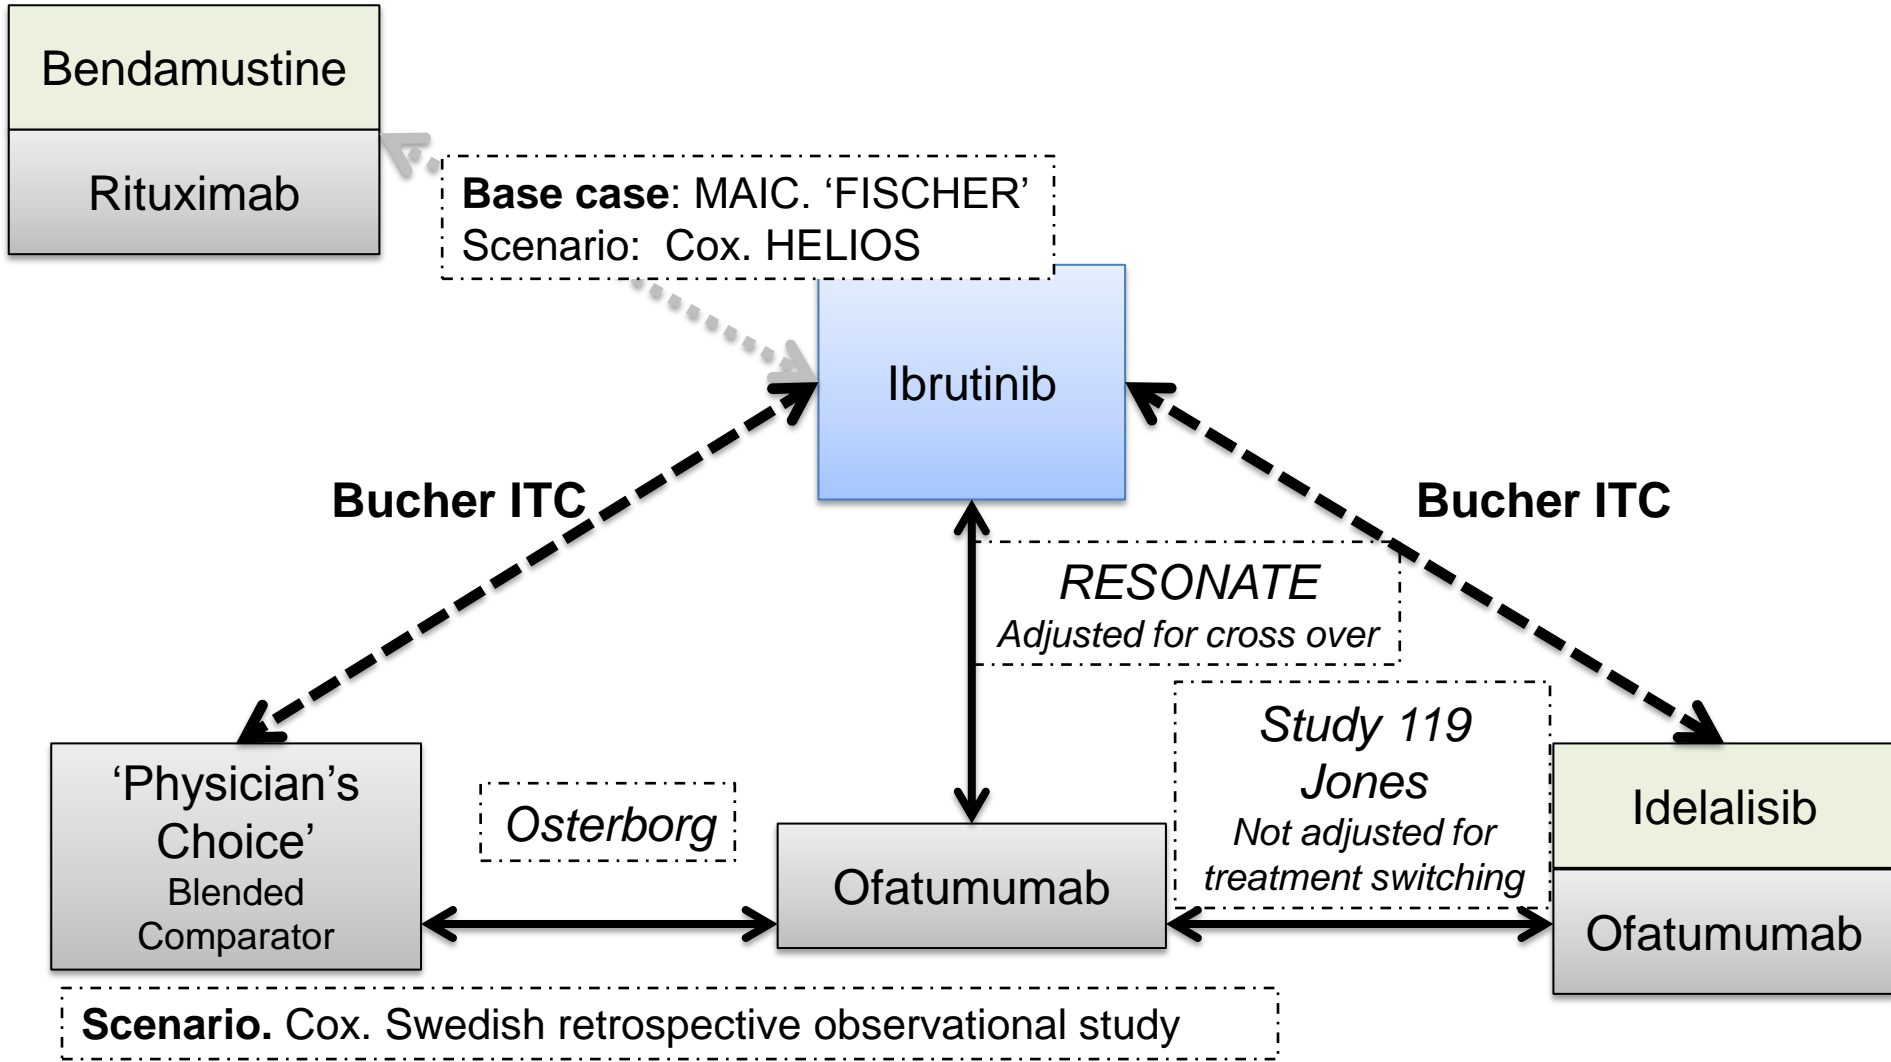 Bendamustine
Rituximab
Base case: MAIC. ‘FISCHER’
Scenario: Cox. HELIOS
Ibrutinib
Bucher ITC
Bucher ITC
RESONATE
Adjusted for cross over
Study 119
Jones
Not adjusted for
treatment switching
‘Physician’s
Choice’
Blended
Comparator
Osterborg
Ofatumumab
Idelalisib
Ofatumumab
Scenario. Cox. Swedish retrospective observational study